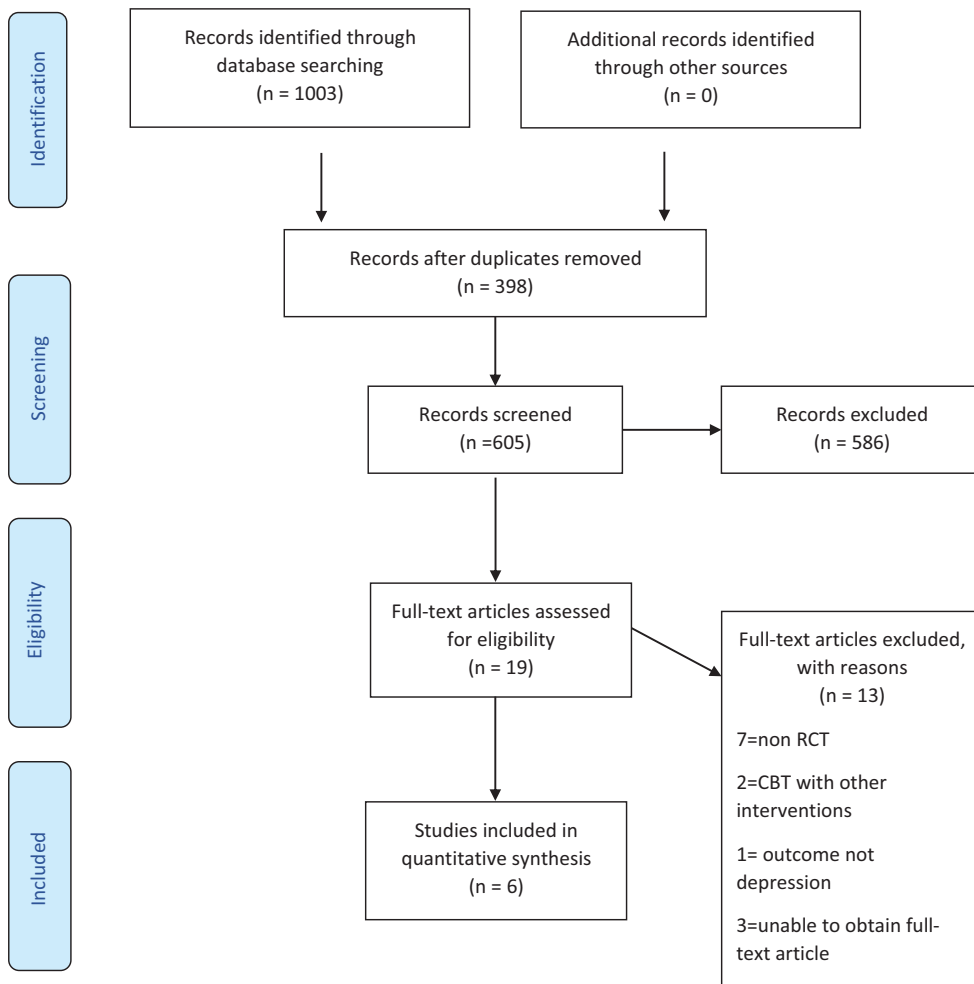 Identification
Records identified through
database searching
(n = 1003)
Additional records identified
through other sources
(n = 0)
Records after duplicates removed
(n = 398)
Screening
Records screened
(n =605)
Records excluded
(n = 586)
Eligibility
Full-text articles assessed
for eligibility
(n = 19)
Full-text articles excluded,
with reasons
(n = 13)
7=non RCT
2=CBT with other
interventions
1= outcome not
depression
3=unable to obtain full-
text article
Included
Studies included in
quantitative synthesis
(n = 6)